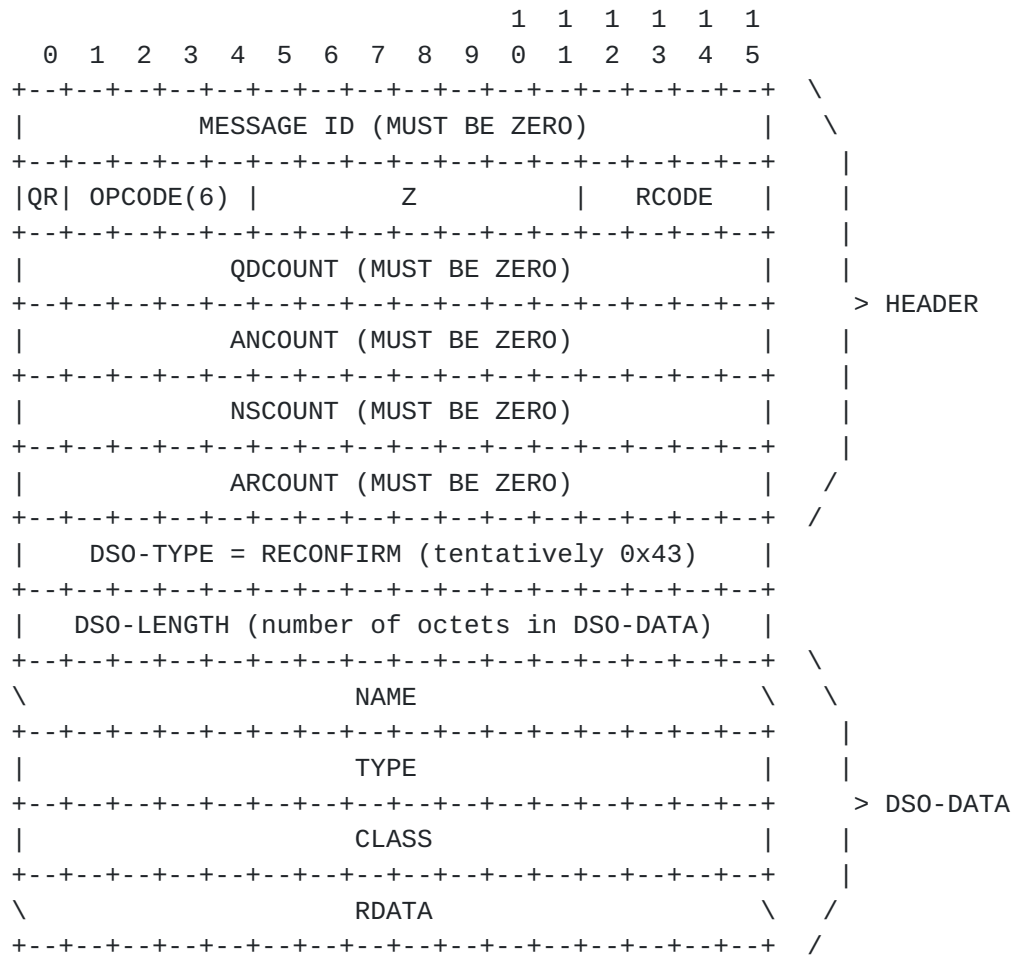 1  1  1  1  1  1
  0  1  2  3  4  5  6  7  8  9  0  1  2  3  4  5
+--+--+--+--+--+--+--+--+--+--+--+--+--+--+--+--+  \
|           MESSAGE ID (MUST BE ZERO)           |   \
+--+--+--+--+--+--+--+--+--+--+--+--+--+--+--+--+    |
|QR| OPCODE(6) |         Z          |   RCODE   |    |
+--+--+--+--+--+--+--+--+--+--+--+--+--+--+--+--+    |
|             QDCOUNT (MUST BE ZERO)            |    |
+--+--+--+--+--+--+--+--+--+--+--+--+--+--+--+--+     > HEADER
|             ANCOUNT (MUST BE ZERO)            |    |
+--+--+--+--+--+--+--+--+--+--+--+--+--+--+--+--+    |
|             NSCOUNT (MUST BE ZERO)            |    |
+--+--+--+--+--+--+--+--+--+--+--+--+--+--+--+--+    |
|             ARCOUNT (MUST BE ZERO)            |   /
+--+--+--+--+--+--+--+--+--+--+--+--+--+--+--+--+  /
|    DSO-TYPE = RECONFIRM (tentatively 0x43)    |
+--+--+--+--+--+--+--+--+--+--+--+--+--+--+--+--+
|   DSO-LENGTH (number of octets in DSO-DATA)   |
+--+--+--+--+--+--+--+--+--+--+--+--+--+--+--+--+  \
\                     NAME                      \   \
+--+--+--+--+--+--+--+--+--+--+--+--+--+--+--+--+    |
|                     TYPE                      |    |
+--+--+--+--+--+--+--+--+--+--+--+--+--+--+--+--+     > DSO-DATA
|                     CLASS                     |    |
+--+--+--+--+--+--+--+--+--+--+--+--+--+--+--+--+    |
\                     RDATA                     \   /
+--+--+--+--+--+--+--+--+--+--+--+--+--+--+--+--+  /